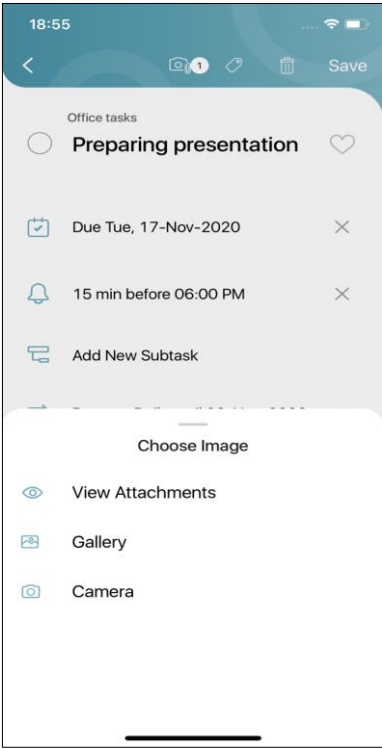 18:55
1
Save
Office tasks
Preparing presentation
Due Tue, 17-Nov-2020
15 min before 06:00 PM
Add New Subtask
Choose Image
View Attachments
Gallery
Camera